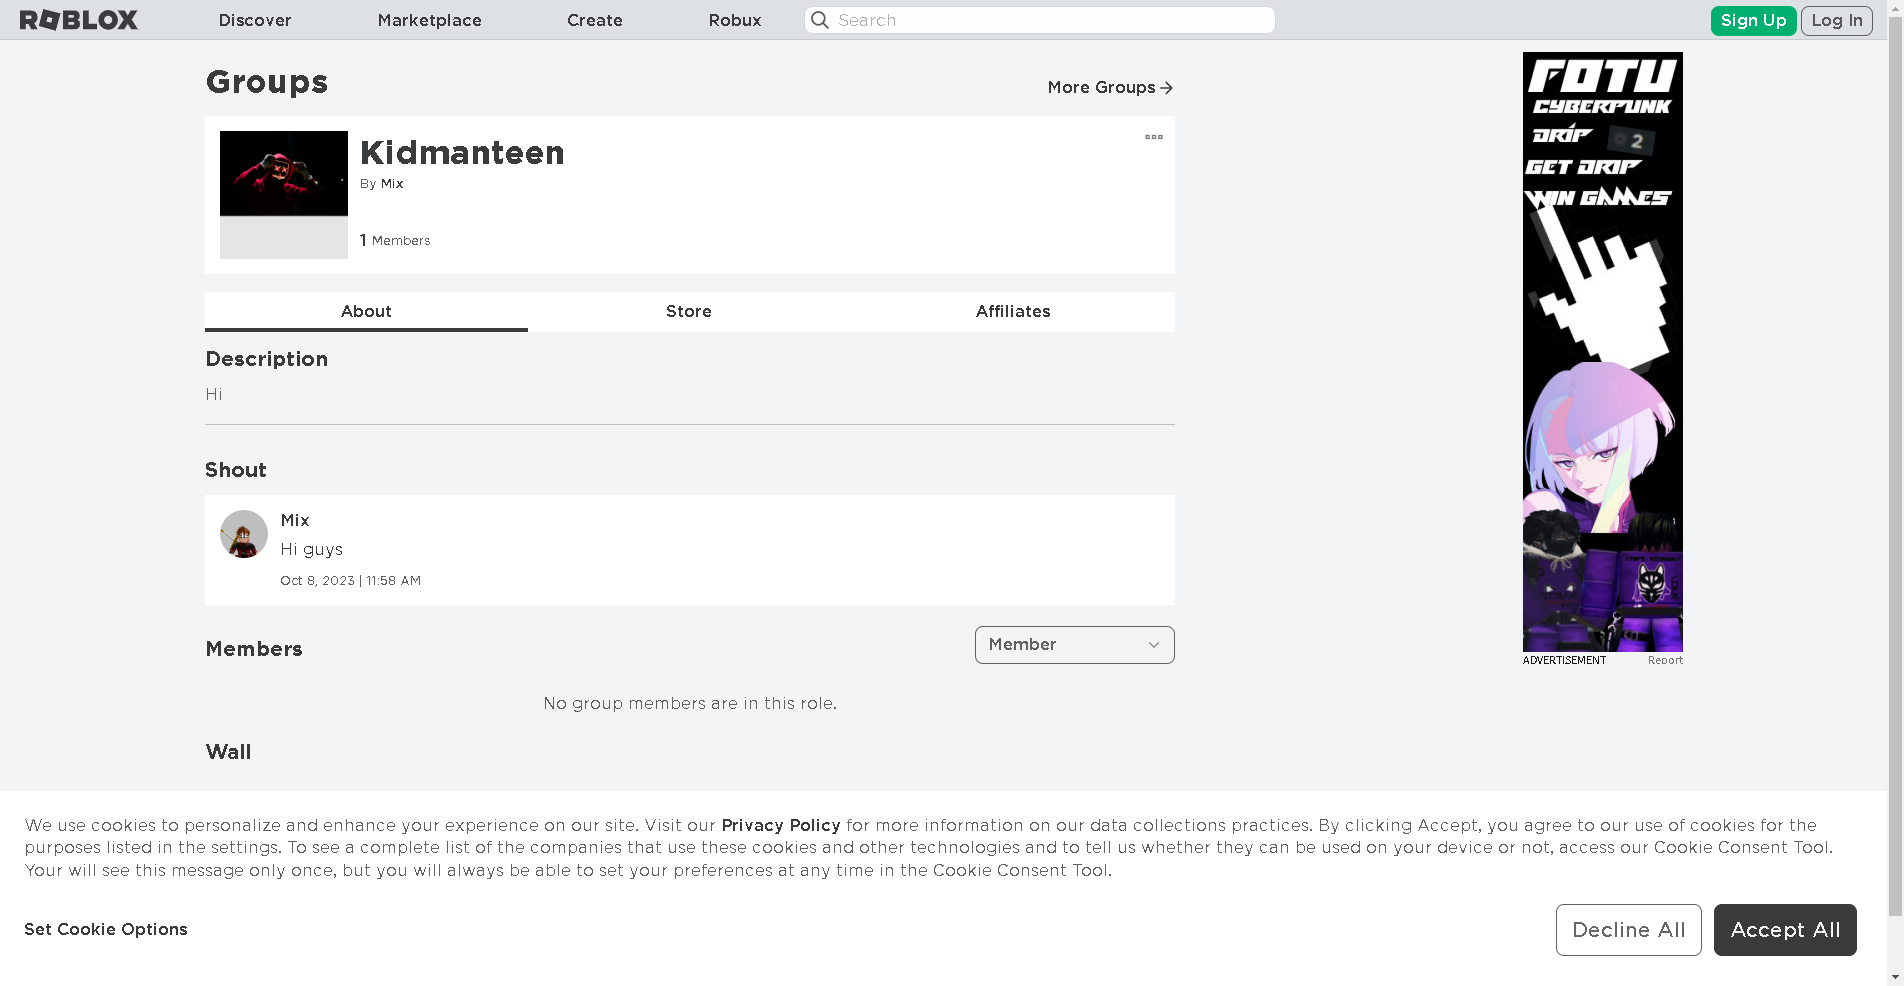 ROBLOX
Discover
Marketplace
Create
Robux
Search
Sign Up
Log In
Groups
More Groups
Kidmanteen
By Mix
1 Members
About
Store
Affiliates
Description
Hi
Shout
Mix
Hi guys
Oct 8, 2023 | 11:58 AM
Members
Member
No group members are in this role.
Wall
FOTU
CYBERPUNK
DRIP
2
GET DRIP
WIN GAMES
ADVERTISEMENT
Report
We use cookies to personalize and enhance your experience on our site. Visit our Privacy Policy for more information on our data collections practices. By clicking Accept, you agree to our use of cookies for the
purposes listed in the settings. To see a complete list of the companies that use these cookies and other technologies and to tell us whether they can be used on your device or not, access our Cookie Consent Tool.
Your will see this message only once, but you will always be able to set your preferences at any time in the Cookie Consent Tool.
Set Cookie Options
Decline All
Accept All